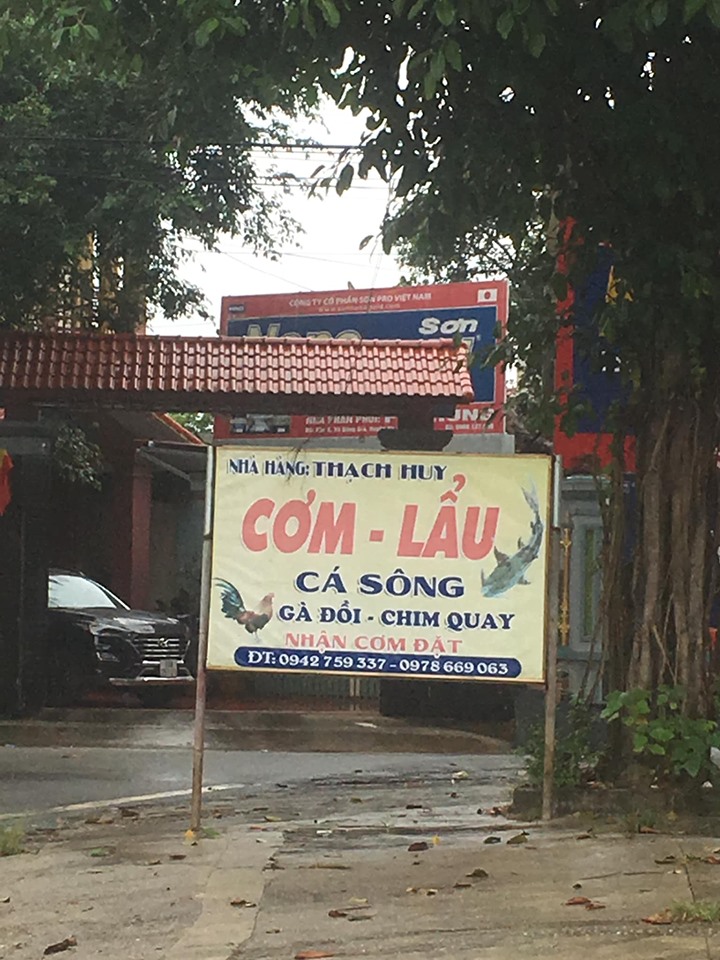 CÔNG TY CỔ PHẦN SƠN PRO VIỆT NAM
Sơn
NHÀ HÀNG: THẠCH HUY
CƠM - LẨU
CÁ SÔNG
GÀ ĐỒI - CHIM QUAY
NHẬN CƠM ĐẶT
ĐT: 0942 759 337 - 0978 669 063